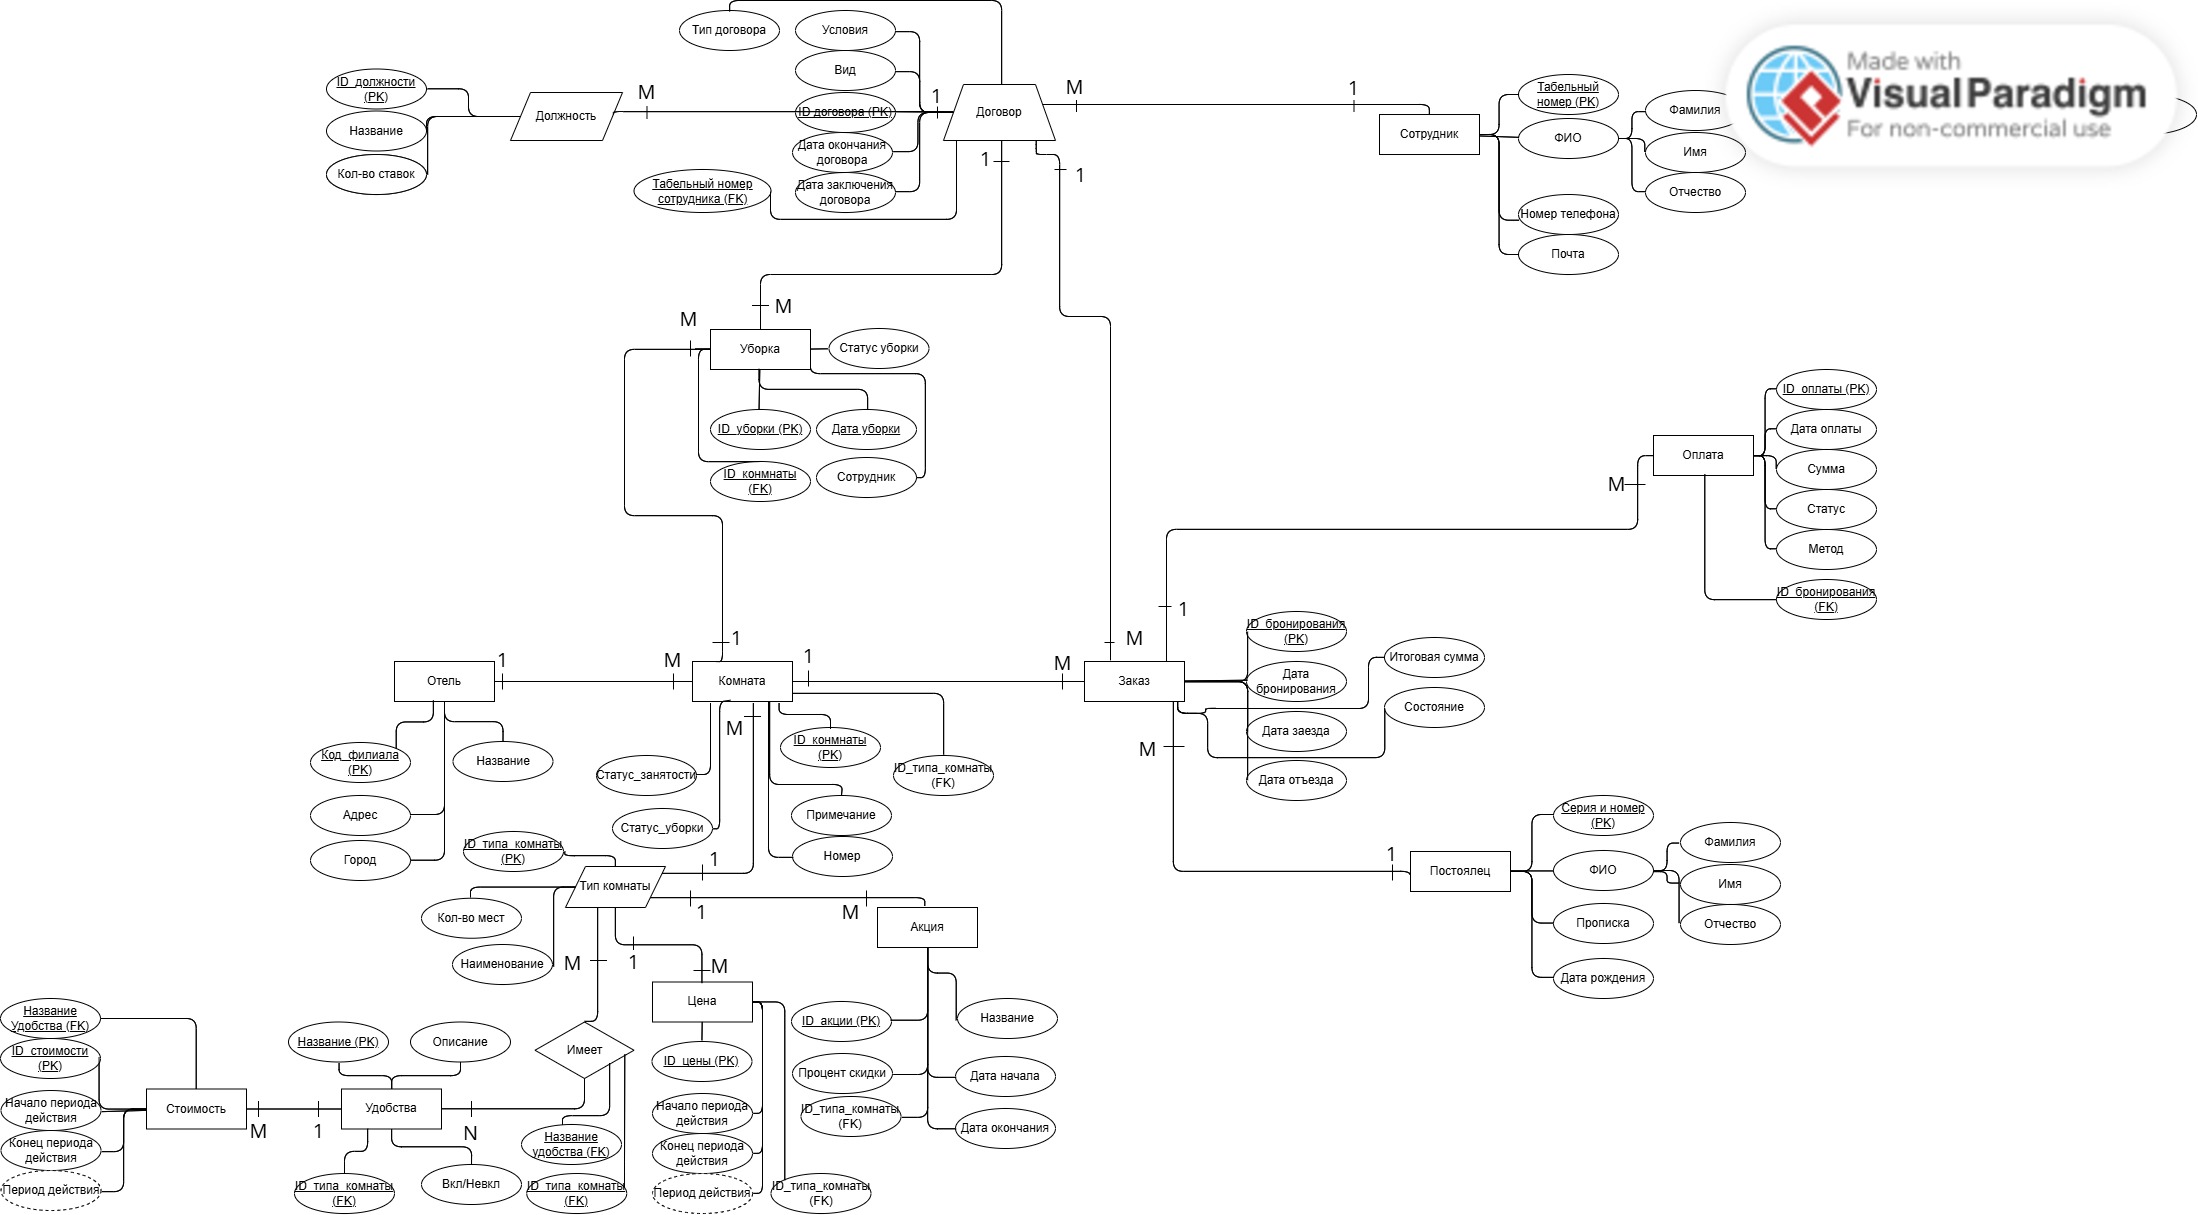 Тип договора
Условия
Вид
ID договора (PK)
Дата окончания
договора
Дата заключения
договора
Табельный номер
сотрудника (FK)
ID_должности
(PK)
Название
Кол-во ставок
Должность
M
1
Договор
M
1
1
1
Сотрудник
Табельный
номер (PK)
ФИО
Фамилия
Имя
Отчество
Номер телефона
Почта
Made with
Visual Paradigm
For non-commercial use
M
M
Уборка
Статус уборки
ID_уборки (PK)
Дата уборки
ID_конмнаты
(FK)
Сотрудник
Оплата
ID_оплаты (PK)
Дата оплаты
Сумма
Статус
Метод
ID_бронирования
(FK)
M
1
M
1
Отель
1
M
Комната
1
M
Заказ
ID_бронирования
(PK)
Дата
бронирования
Дата заезда
Дата отъезда
Итоговая сумма
Состояние
Код_филиала
(PK)
Название
Адрес
Город
M
ID_конмнаты
(PK)
Статус_занятости
ID_типа_комнаты
(FK)
Статус_уборки
Примечание
Номер
M
1
Постоялец
Серия и номер
(PK)
ФИО
Фамилия
Имя
Отчество
Прописка
Дата рождения
ID_типа_комнаты
(PK)
1
Тип комнаты
Кол-во мест
Наименование
1
M
Акция
M
1
M
Цена
ID_цены (PK)
Начало периода
действия
Конец периода
действия
Период действия
ID_типа_комнаты
(FK)
ID_акции (PK)
Название
Процент скидки
Дата начала
ID_типа_комнаты
(FK)
Дата окончания
Название
Удобства (FK)
ID_стоимости
(PK)
Начало периода
действия
Конец периода
действия
Период действия
Стоимость
M
1
Название (PK)
Описание
Удобства
N
Имеет
ID_типа_комнаты
(FK)
Вкл/Невкл
Название
удобства (FK)
ID_типа_комнаты
(FK)